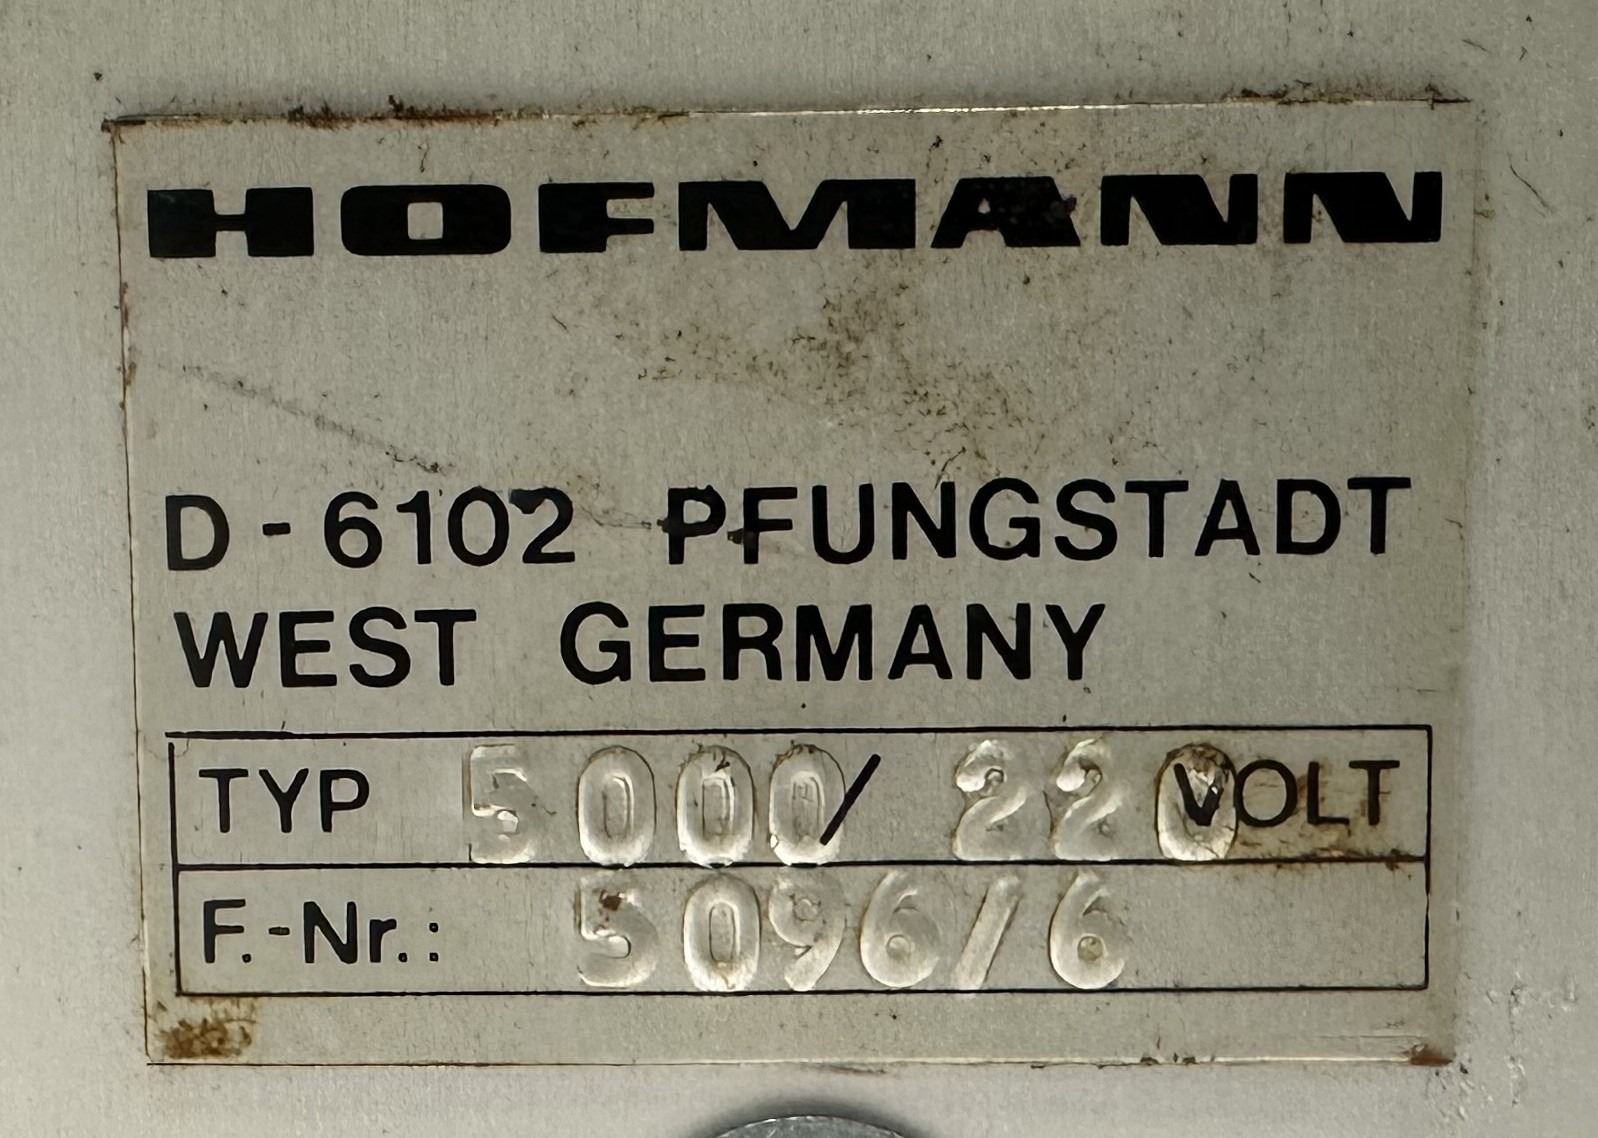 HOFMANN
D-6102 PFUNGSTADT
WEST GERMANY
TYP 5000/ 220 VOLT
F.-Nr.: 5096/6